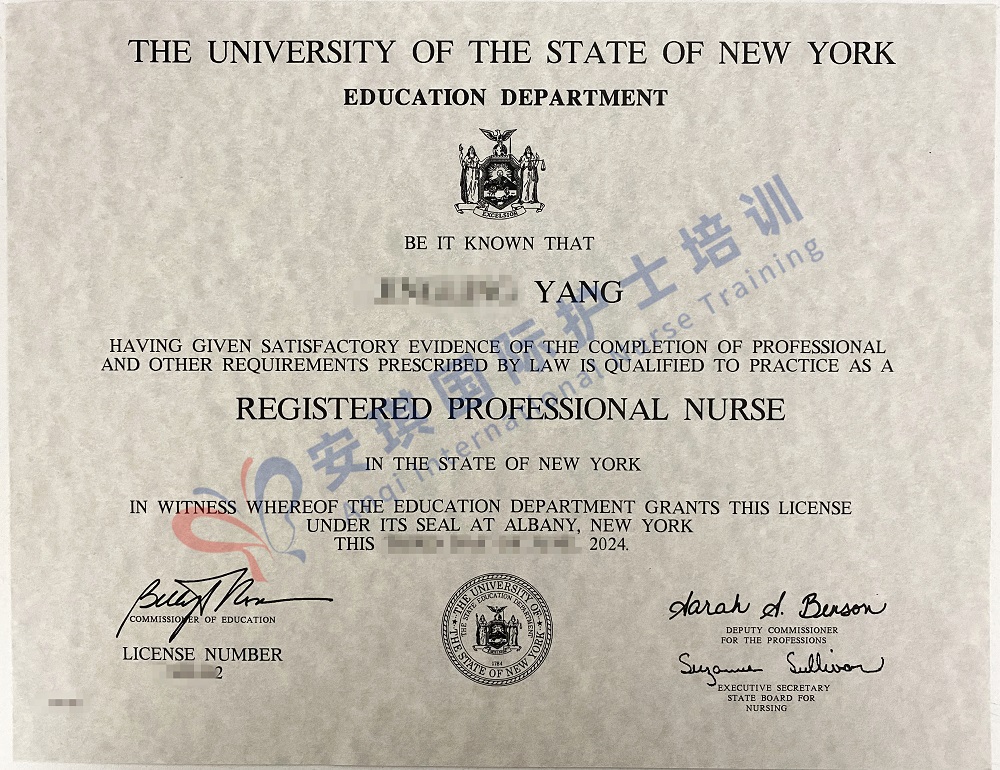 THE UNIVERSITY OF THE STATE OF NEW YORK
EDUCATION DEPARTMENT
EXCELSIOR
BE IT KNOWN THAT
YANG
HAVING GIVEN SATISFACTORY EVIDENCE OF THE COMPLETION OF PROFESSIONAL
AND OTHER REQUIREMENTS PRESCRIBED BY LAW IS QUALIFIED TO PRACTICE AS A
REGISTERED PROFESSIONAL NURSE
IN THE STATE OF NEW YORK
IN WITNESS WHEREOF THE EDUCATION DEPARTMENT GRANTS THIS LICENSE
UNDER ITS SEAL AT ALBANY, NEW YORK
THIS 2024.
安琪国际护士培训
Anqi International Nurse Training
COMMISSIONER OF EDUCATION
LICENSE NUMBER
2
THE UNIVERSITY OF THE STATE OF NEW YORK
THE STATE EDUCATION DEPARTMENT
1784
Sarah S. Benson
DEPUTY COMMISSIONER
FOR THE PROFESSIONS
Suzanne Sullivan
EXECUTIVE SECRETARY
STATE BOARD FOR
NURSING